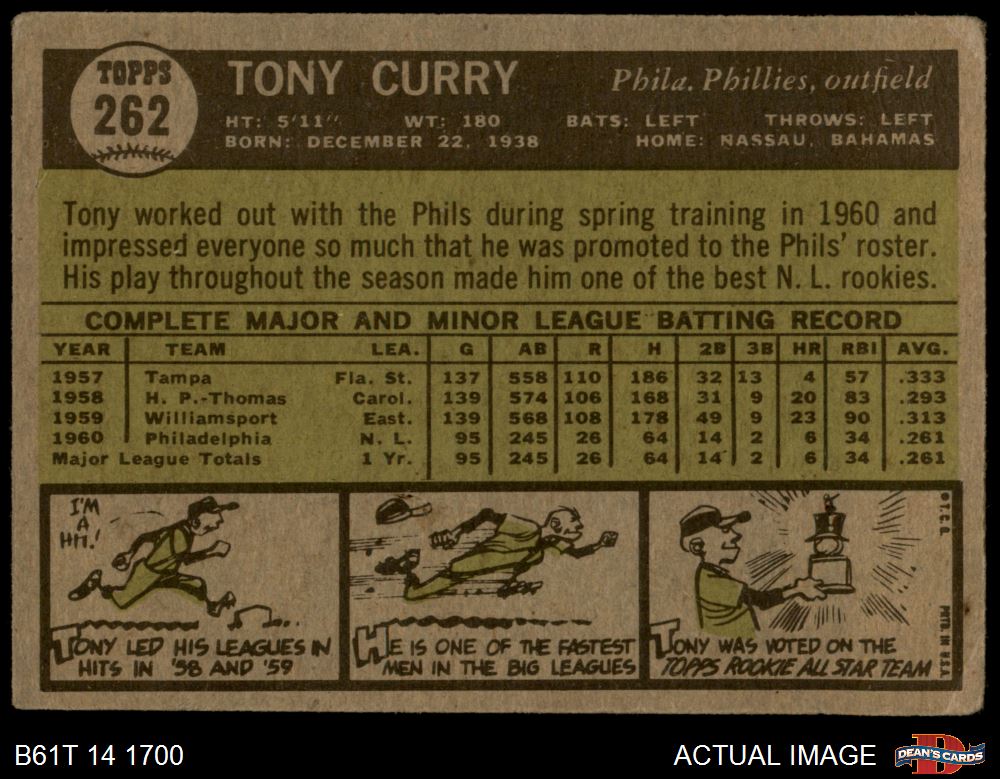 TOPPS
262
TONY CURRY
Phila. Phillies, outfield
HT: 5'11" WT: 180 BATS: LEFT THROWS: LEFT
BORN: DECEMBER 22, 1938 HOME: NASSAU, BAHAMAS
Tony worked out with the Phils during spring training in 1960 and
impressed everyone so much that he was promoted to the Phils' roster.
His play throughout the season made him one of the best N. L. rookies.
COMPLETE MAJOR AND MINOR LEAGUE BATTING RECORD
YEAR TEAM LEA. G AB R H 2B 3B HR RBI AVG.
1957 Tampa Fla. St. 137 558 110 186 32 13 4 57 .333
1958 H. P.-Thomas Carol. 139 574 106 168 31 9 20 83 .293
1959 Williamsport East. 139 568 108 178 49 9 23 90 .313
1960 Philadelphia N. L. 95 245 26 64 14 2 6 34 .261
Major League Totals 1 Yr. 95 245 26 64 14 2 6 34 .261
I'M
A
HIT!
TONY LED HIS LEAGUES IN
HITS IN '58 AND '59
HE IS ONE OF THE FASTEST
MEN IN THE BIG LEAGUES
TONY WAS VOTED ON THE
TOPPS ROOKIE ALL STAR TEAM
© T.C.G.
PRTD IN U.S.A.
B61T 14 1700
ACTUAL IMAGE
DEAN'S CARDS